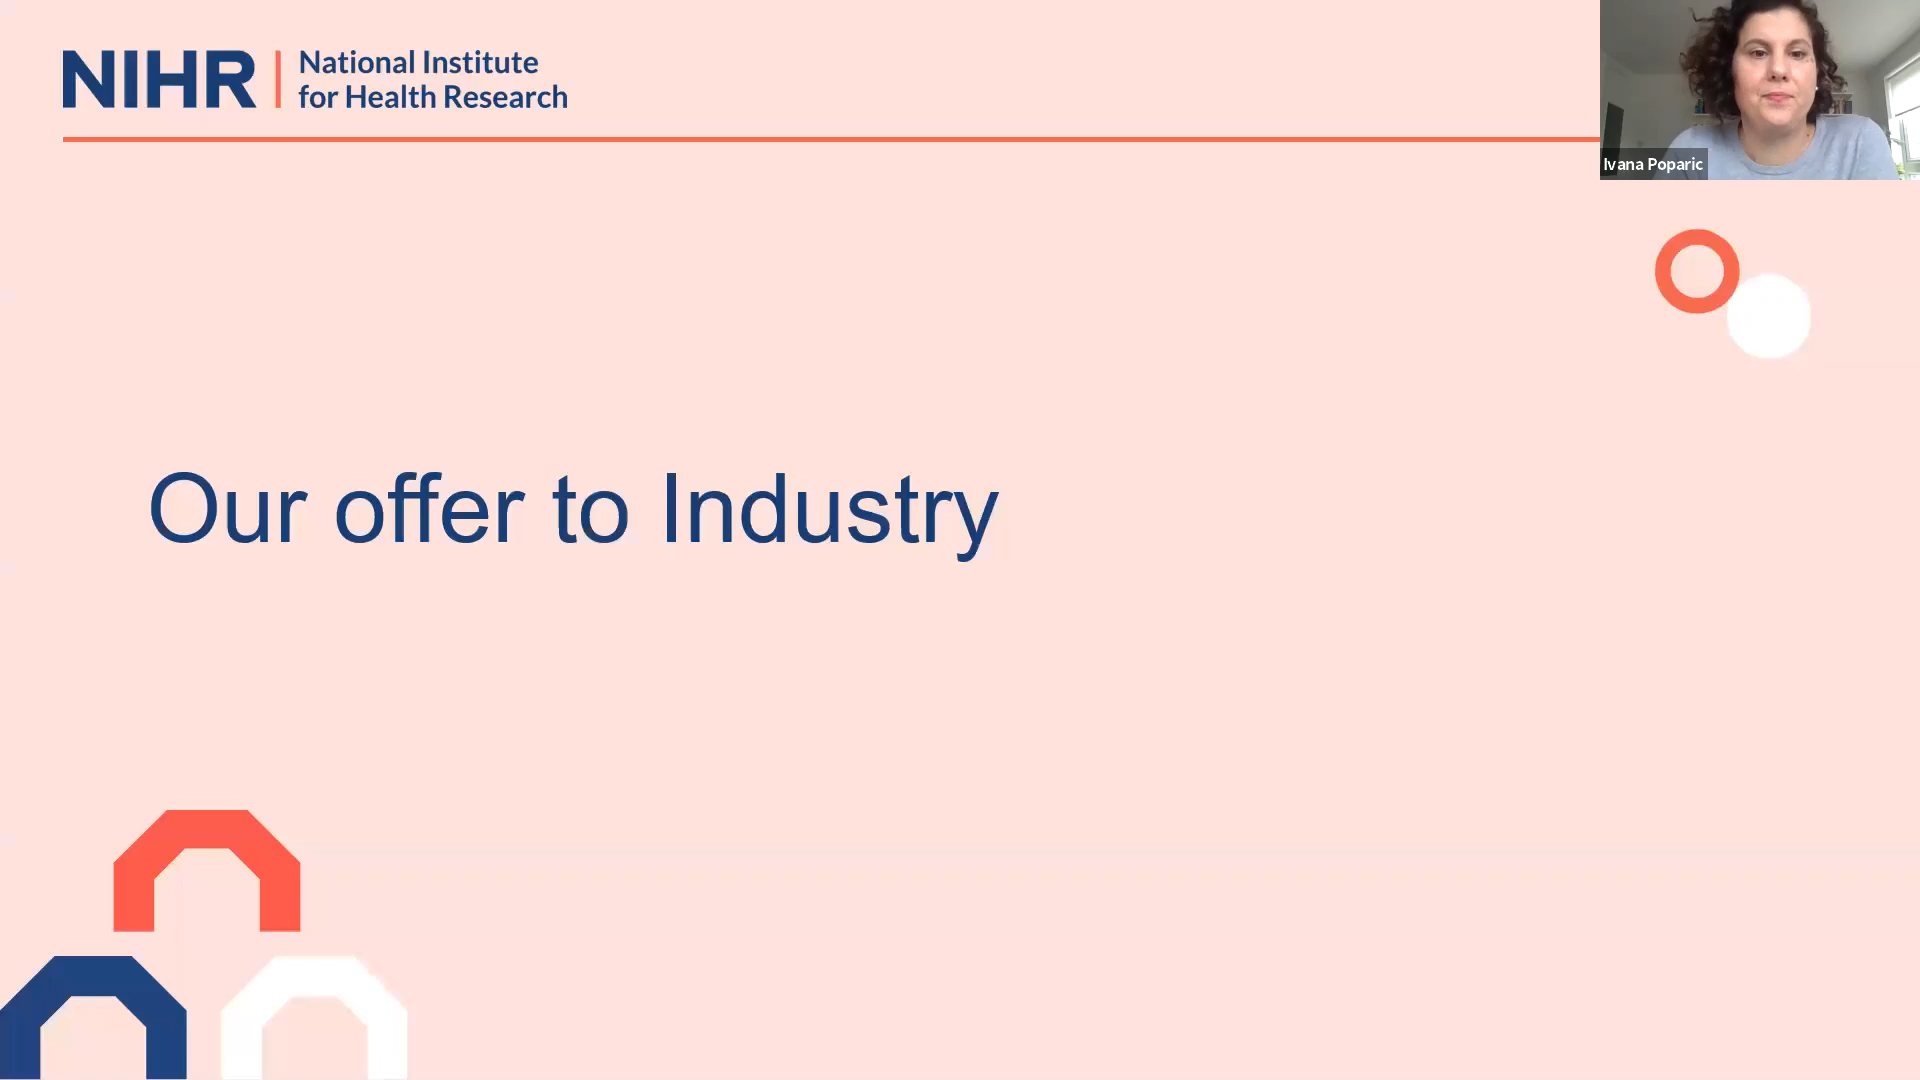 NIHR | National Institute
for Health Research
Ivana Poparic
Our offer to Industry